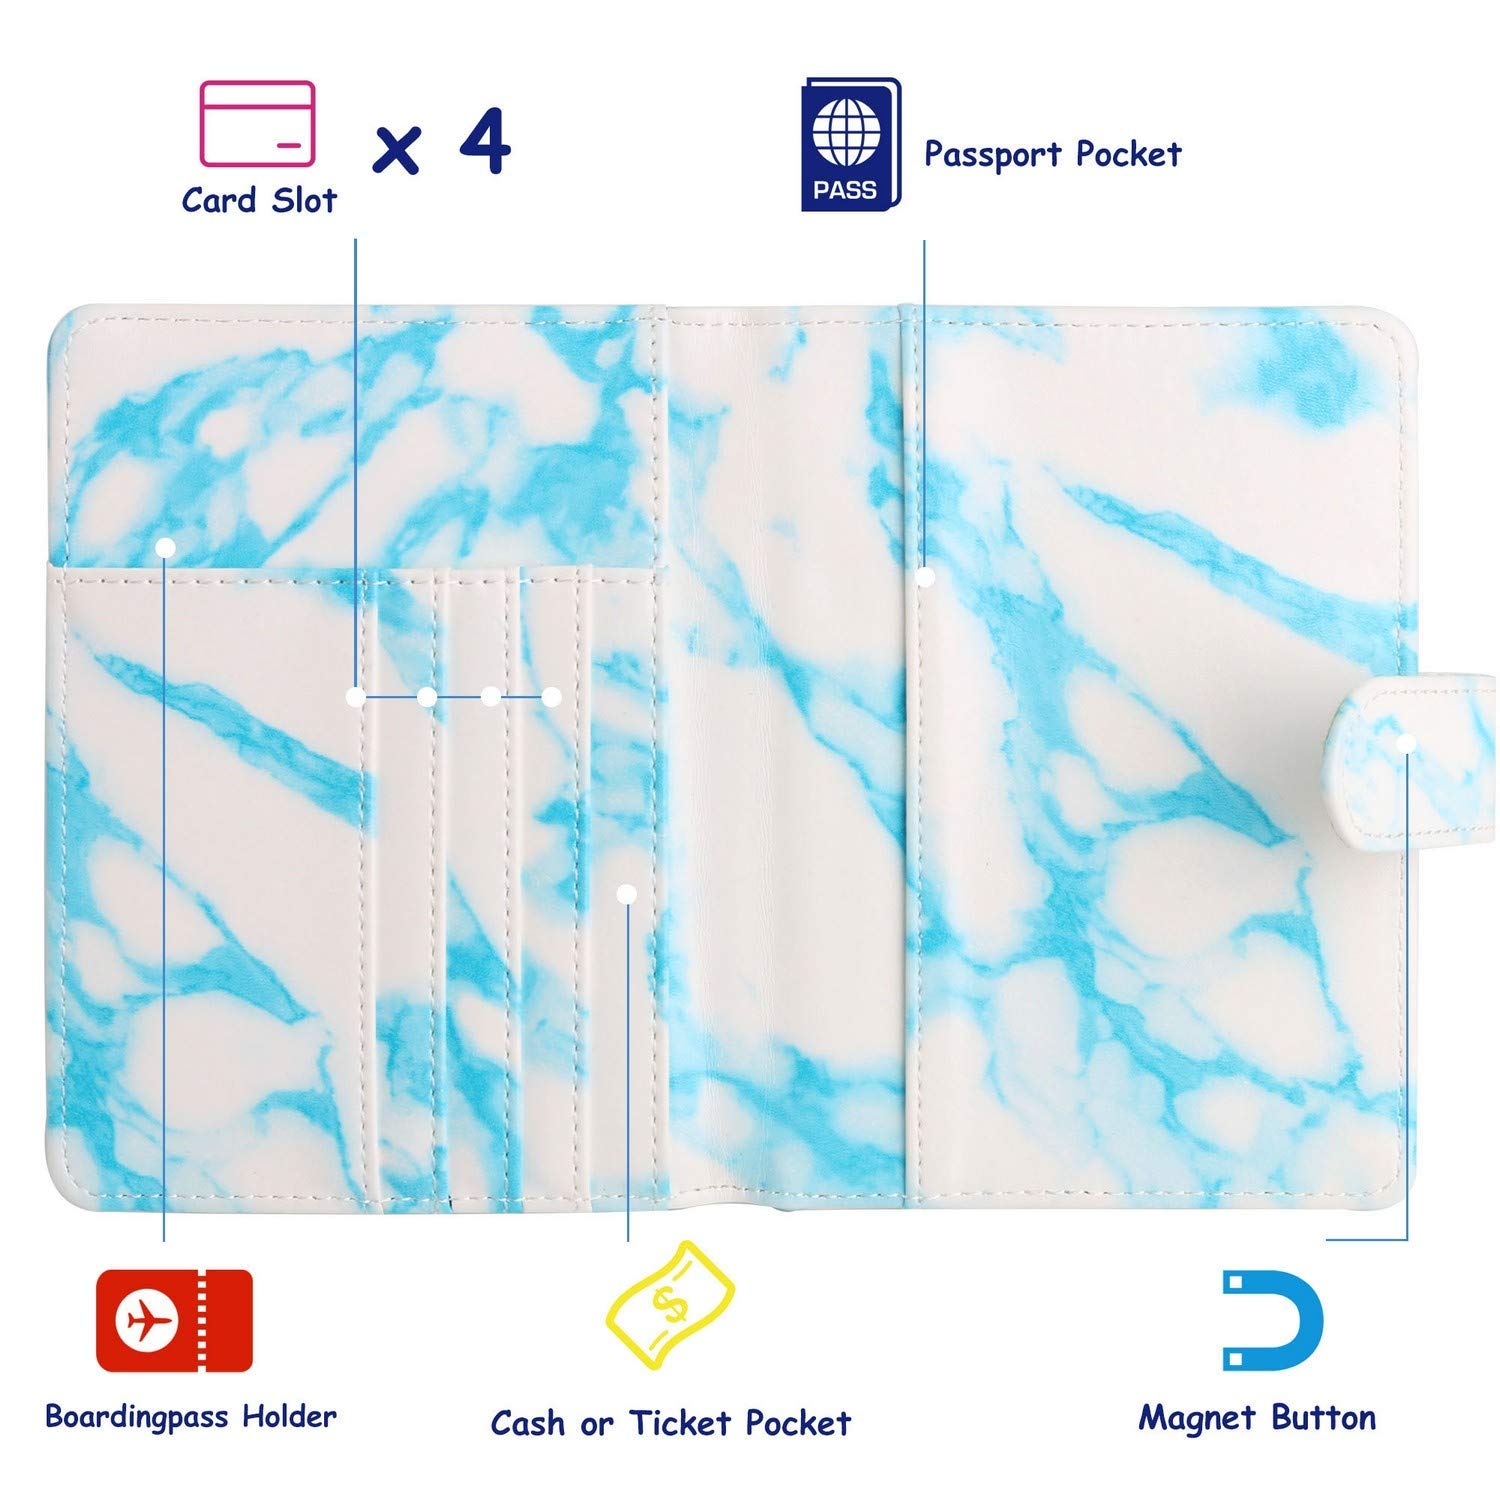 x 4
Card Slot
PASS
Passport Pocket
Boardingpass Holder
$
Cash or Ticket Pocket
Magnet Button